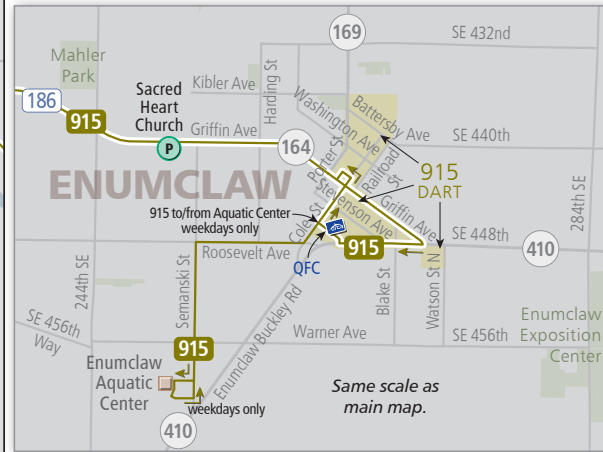 169
SE 432nd
Mahler
Park
Kibler Ave
Harding St
Sacred
Heart
Church
186
915
Washington Ave
Battersby Ave
P
Griffin Ave
164
Porter St
Railroad
St
SE 440th
915
DART
284th SE
ENUMCLAW
Stevenson Ave
Griffin Ave
Cole St
915 to/from Aquatic Center
weekdays only
915
SE 448th
410
QFC
Roosevelt Ave
244th SE
Semanski St
Blake St
Watson St N
Enumclaw Buckley Rd
SE 456th
Way
Warner Ave
SE 456th
Enumclaw
Exposition
Center
915
Enumclaw
Aquatic
Center
weekdays only
Same scale as
main map.
410